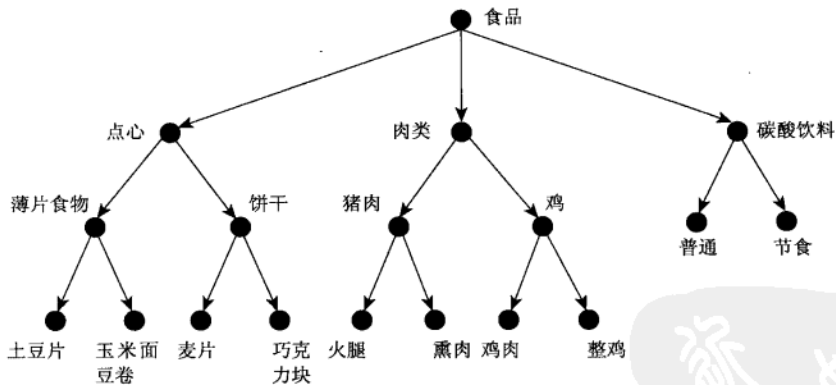 食品
点心
肉类
碳酸饮料
薄片食物
饼干
猪肉
鸡
普通
节食
土豆片
玉米面
豆卷
麦片
巧克
力块
火腿
熏肉
鸡肉
整鸡